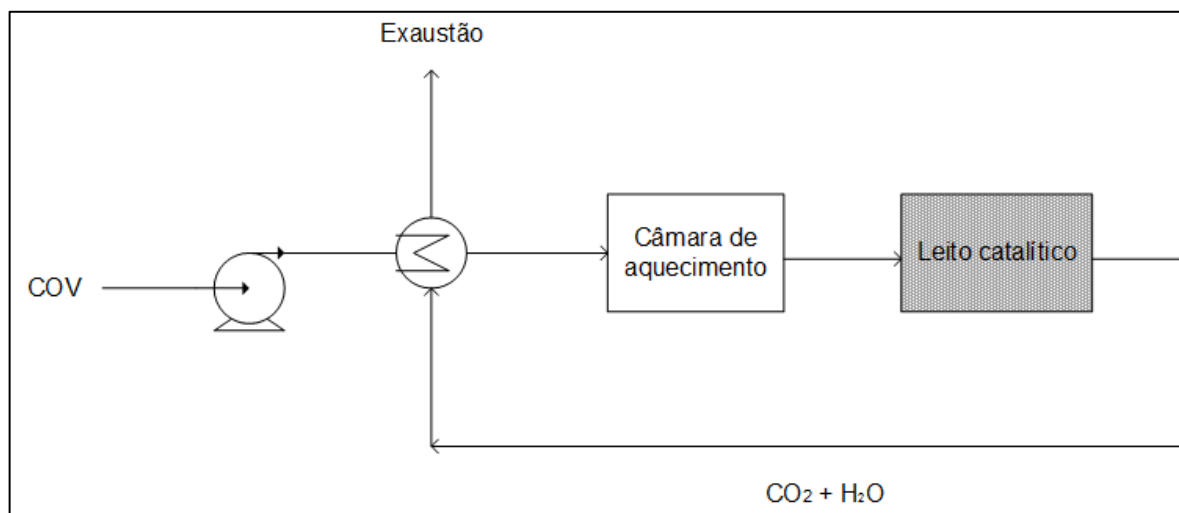 Exaustão
COV
Câmara de
aquecimento
Leito catalítico
CO₂ + H₂O